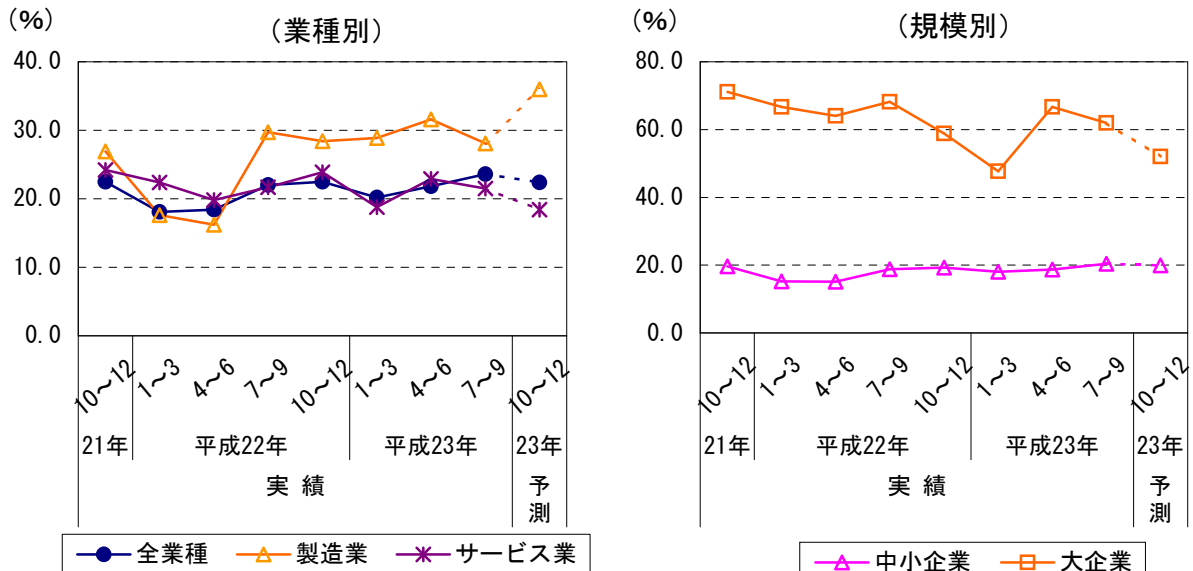 (%)
(業種別)
40.0
30.0
20.0
10.0
0.0
10～12
1～3
4～6
7～9
10～12
1～3
4～6
7～9
10～12
21年
平成22年
平成23年
23年
実 績
予測
全業種
製造業
サービス業
(%)
(規模別)
80.0
60.0
40.0
20.0
0.0
10～12
1～3
4～6
7～9
10～12
1～3
4～6
7～9
10～12
21年
平成22年
平成23年
23年
実 績
予測
中小企業
大企業